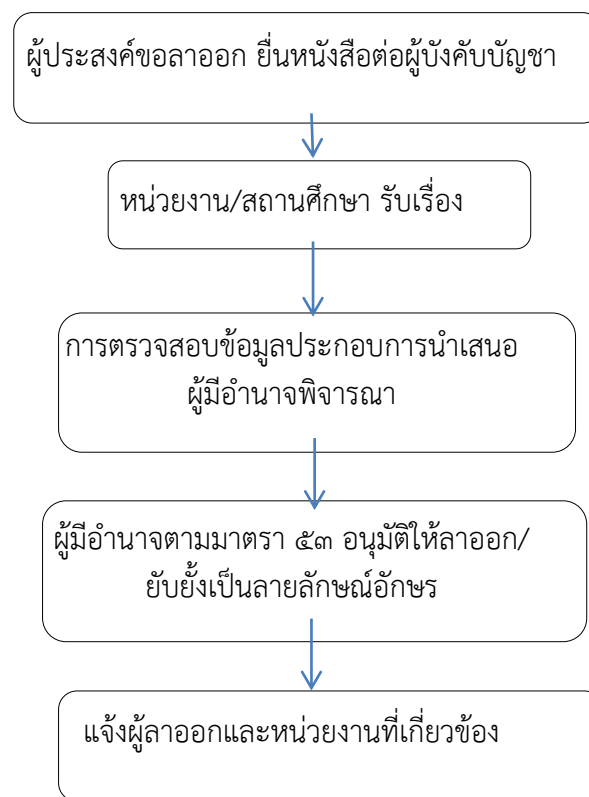 ผู้ประสงค์ขอลาออก ยื่นหนังสือต่อผู้บังคับบัญชา
หน่วยงาน/สถานศึกษา รับเรื่อง
การตรวจสอบข้อมูลประกอบการนำเสนอ
ผู้มีอำนาจพิจารณา
ผู้มีอำนาจตามมาตรา ๕๓ อนุมัติให้ลาออก/
ยับยั้งเป็นลายลักษณ์อักษร
แจ้งผู้ลาออกและหน่วยงานที่เกี่ยวข้อง